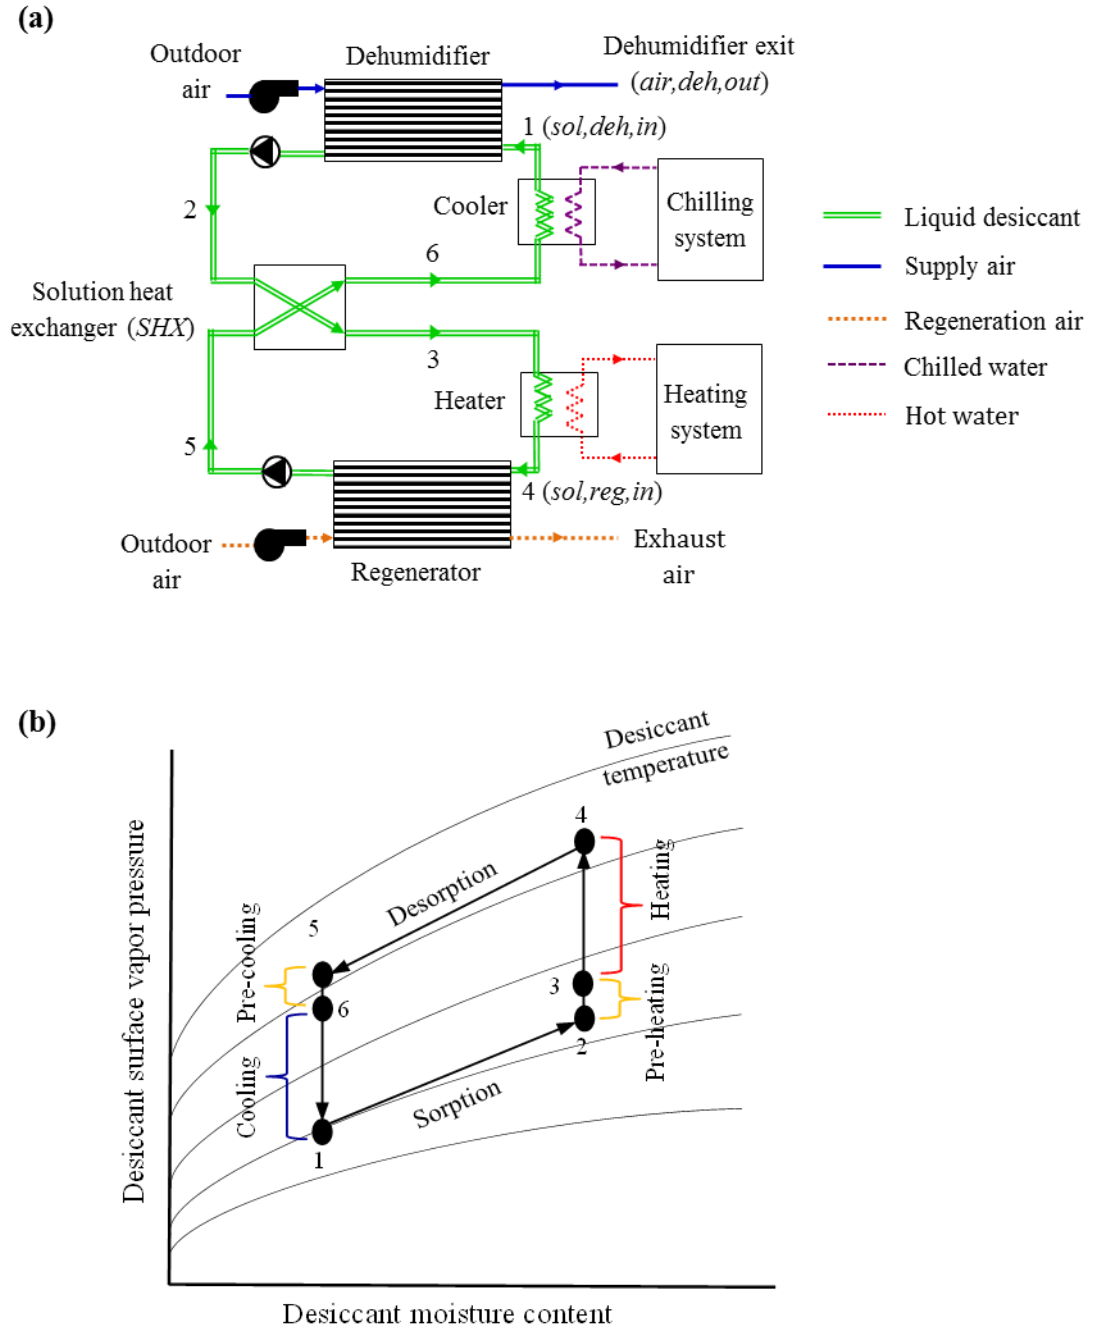 (a)
Outdoor
air
Dehumidifier
Dehumidifier exit
(air,deh,out)
1 (sol,deh,in)
2
Cooler
Chilling
system
6
Solution heat
exchanger (SHX)
3
Heater
Heating
system
5
4 (sol,reg,in)
Outdoor
air
Regenerator
Exhaust
air
Liquid desiccant
Supply air
Regeneration air
Chilled water
Hot water
(b)
Desiccant surface vapor pressure
Desiccant
temperature
4
Heating
Desorption
5
Pre-cooling
6
3
Pre-heating
2
Cooling
Sorption
1
Desiccant moisture content